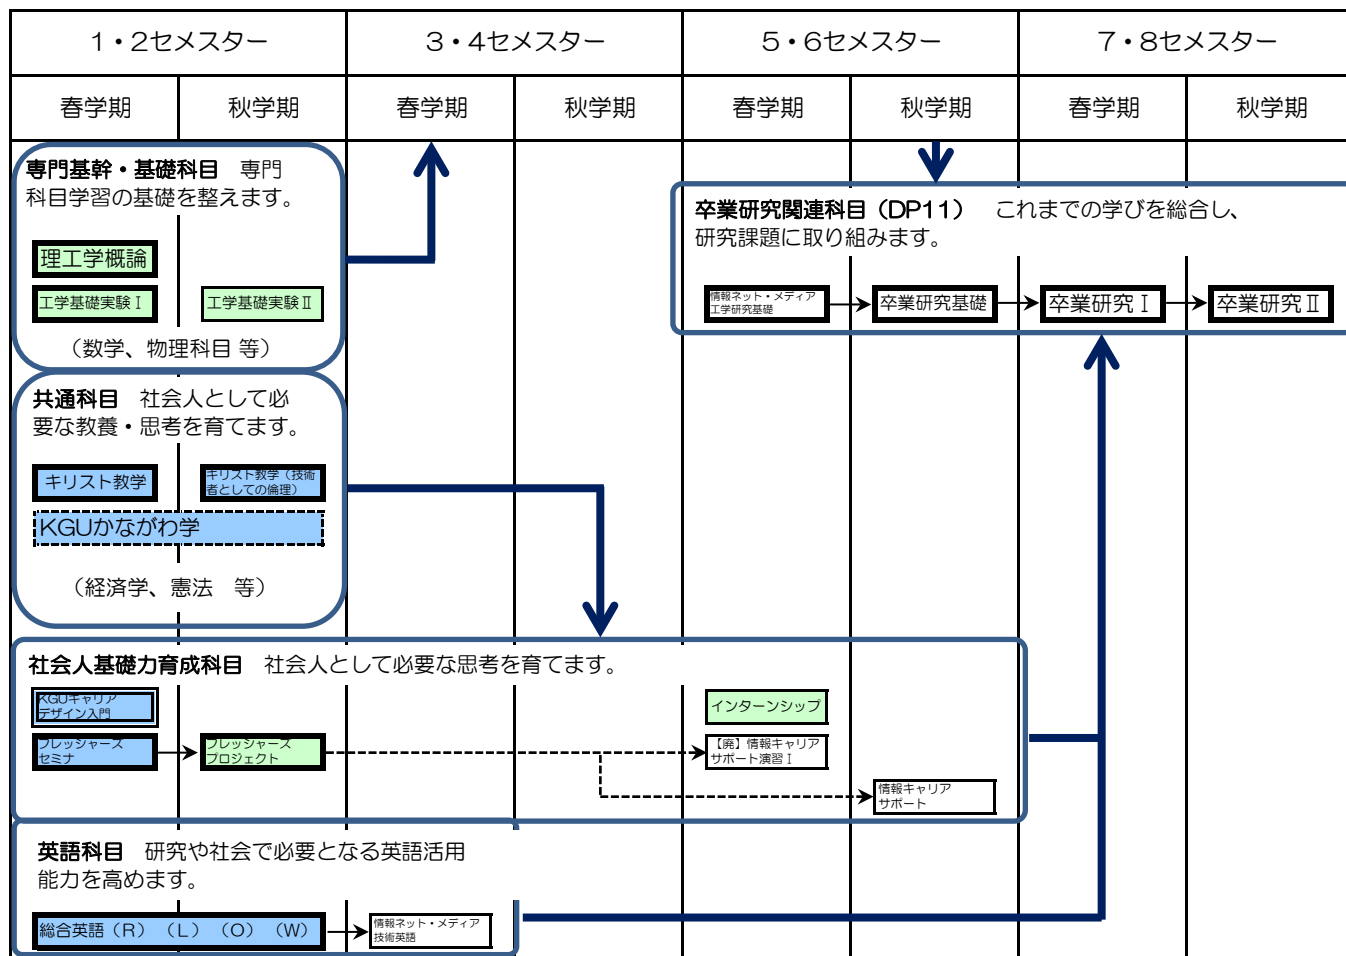 1・2セメスター
3・4セメスター
5・6セメスター
7・8セメスター
春学期
秋学期
春学期
秋学期
春学期
秋学期
春学期
秋学期
専門基幹・基礎科目　専門
科目学習の基礎を整えます。
理工学概論
工学基礎実験Ⅰ
工学基礎実験Ⅱ
（数学、物理科目 等）
卒業研究関連科目（DP11）　これまでの学びを総合し、
研究課題に取り組みます。
情報ネット・メディア
工学研究基礎
卒業研究基礎
卒業研究Ⅰ
卒業研究Ⅱ
共通科目　社会人として必
要な教養・思考を育てます。
キリスト教学
キリスト教学（技術
者としての倫理）
KGUかながわ学
（経済学、憲法　等）
社会人基礎力育成科目　社会人として必要な思考を育てます。
KGUキャリア
デザイン入門
フレッシャーズ
セミナ
フレッシャーズ
プロジェクト
インターンシップ
【廃】情報キャリア
サポート演習Ⅰ
情報キャリア
サポート
英語科目　研究や社会で必要となる英語活用
能力を高めます。
総合英語（R）（L）（O）（W）
情報ネット・メディア
技術英語